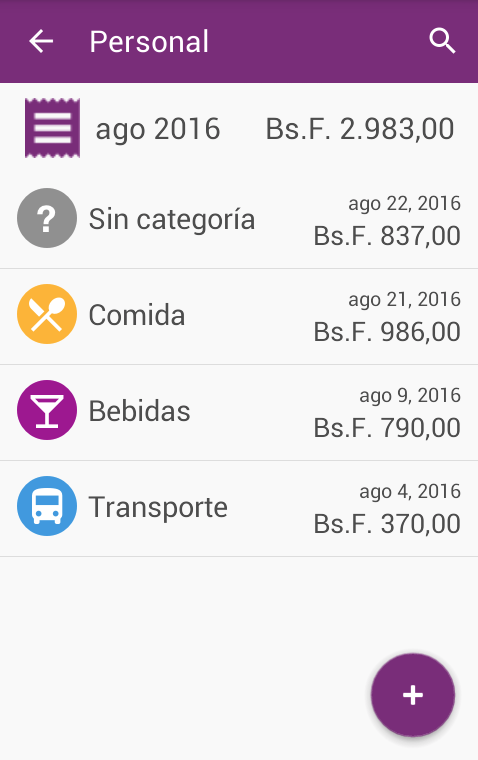 Personal
ago 2016 Bs.F. 2.983,00
ago 22, 2016
Sin categoría
Bs.F. 837,00
ago 21, 2016
Comida
Bs.F. 986,00
ago 9, 2016
Bebidas
Bs.F. 790,00
ago 4, 2016
Transporte
Bs.F. 370,00